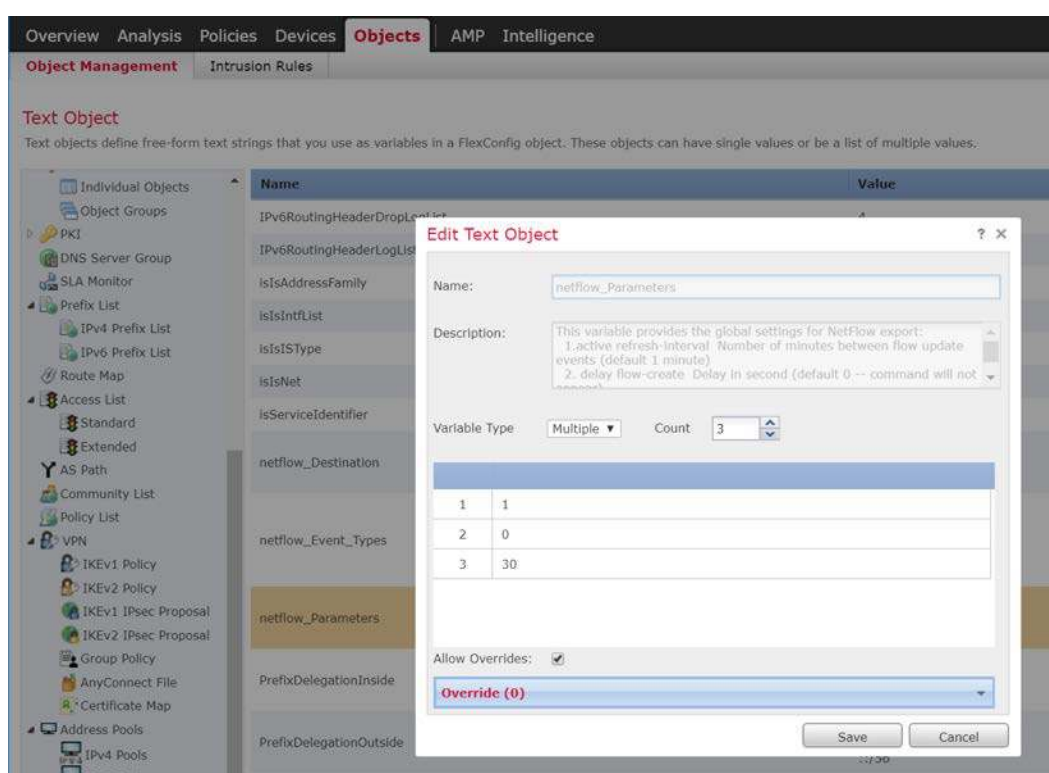 Overview Analysis Policies Devices Objects AMP Intelligence
Object Management Intrusion Rules
Text Object
Text objects define free-form text strings that you use as variables in a FlexConfig object. These objects can have single values or be a list of multiple values.
Individual Objects
Object Groups
PKI
DNS Server Group
SLA Monitor
Prefix List
IPv4 Prefix List
IPv6 Prefix List
Route Map
Access List
Standard
Extended
AS Path
Community List
Policy List
VPN
IKEv1 Policy
IKEv2 Policy
IKEv1 IPsec Proposal
IKEv2 IPsec Proposal
Group Policy
AnyConnect File
Certificate Map
Address Pools
IPv4 Pools
Name Value
IPv6RoutingHeaderDropLogList 4
IPv6RoutingHeaderLogList
isIsAddressFamily
isIsIntfList
isIsISType
isIsNet
isServiceIdentifier
netflow_Destination
netflow_Event_Types
netflow_Parameters
PrefixDelegationInside
PrefixDelegationOutside
::/56
Edit Text Object ?
Name: netflow_Parameters
Description: This variable provides the global settings for NetFlow export:
1.active refresh-interval Number of minutes between flow update
events (default 1 minute)
2. delay flow-create Delay in second (default 0 -- command will not
appear)
Variable Type Multiple Count 3
1 1
2 0
3 30
Allow Overrides:
Override (0)
Save Cancel